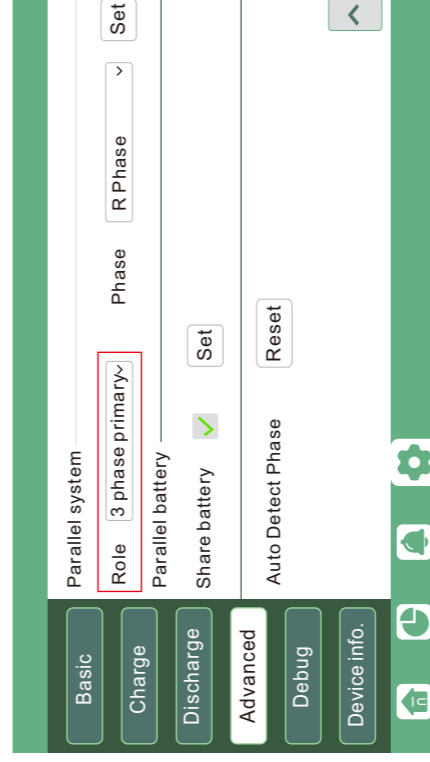 Basic
Charge
Discharge
Advanced
Debug
Device info.
Parallel system
Role 3 phase primary Phase R Phase Set
Parallel battery
Share battery Set
Auto Detect Phase Reset